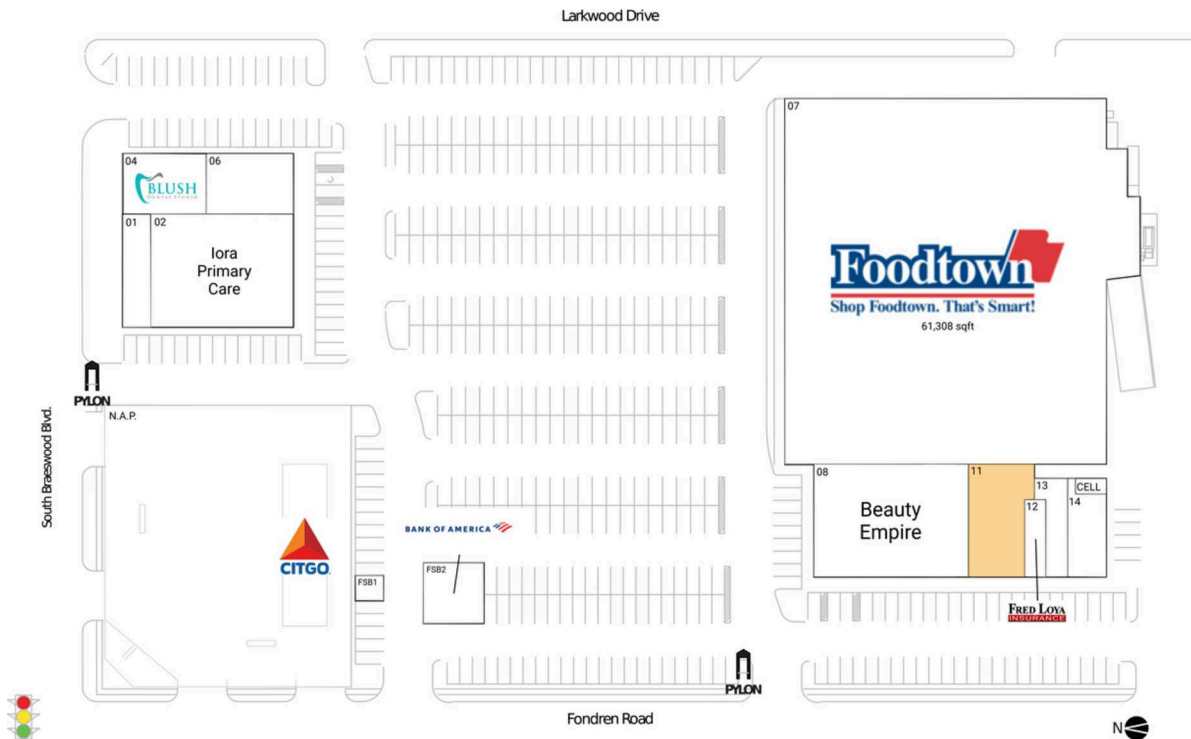 Larkwood Drive
07
04
06
BLUSH
DENTAL STUDIO
01
02
Iora
Primary
Care
Foodtown
Shop Foodtown. That's Smart!
61,308 sqft
PYLON
N.A.P.
South Braeswood Blvd.
08
11
13
CELL
12
14
Beauty
Empire
BANK OF AMERICA
CITGO
FSB1
FSB2
FRED LOYA
INSURANCE
PYLON
Fondren Road
N